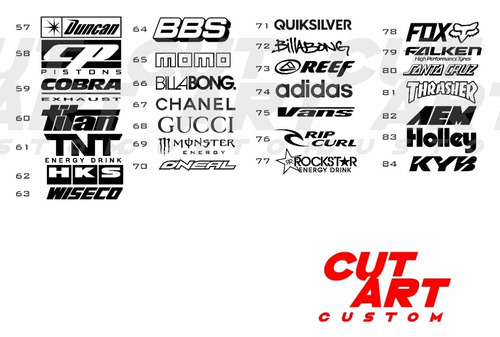 57 Duncan
58 CP
PISTONS
59 COBRA
EXHAUST
60 Titan
61 TNT
ENERGY DRINK
62 HKS
63 WISECO
64 BBS
65 momo
66 BILLABONG.
67 CHANEL
68 GUCCI
69 MONSTER
ENERGY
70 ONEAL
71 QUIKSILVER
72 Billabong
73 REEF
74 adidas
75 VANS
76 RIP
CURL
77 ROCKSTAR
ENERGY DRINK
78 FOX
79 FALKEN
High Performance Tyres
80 SANTA CRUZ
81 THRASHER
82 AEM
83 Holley
84 KYB
CUT
ART
CUSTOM